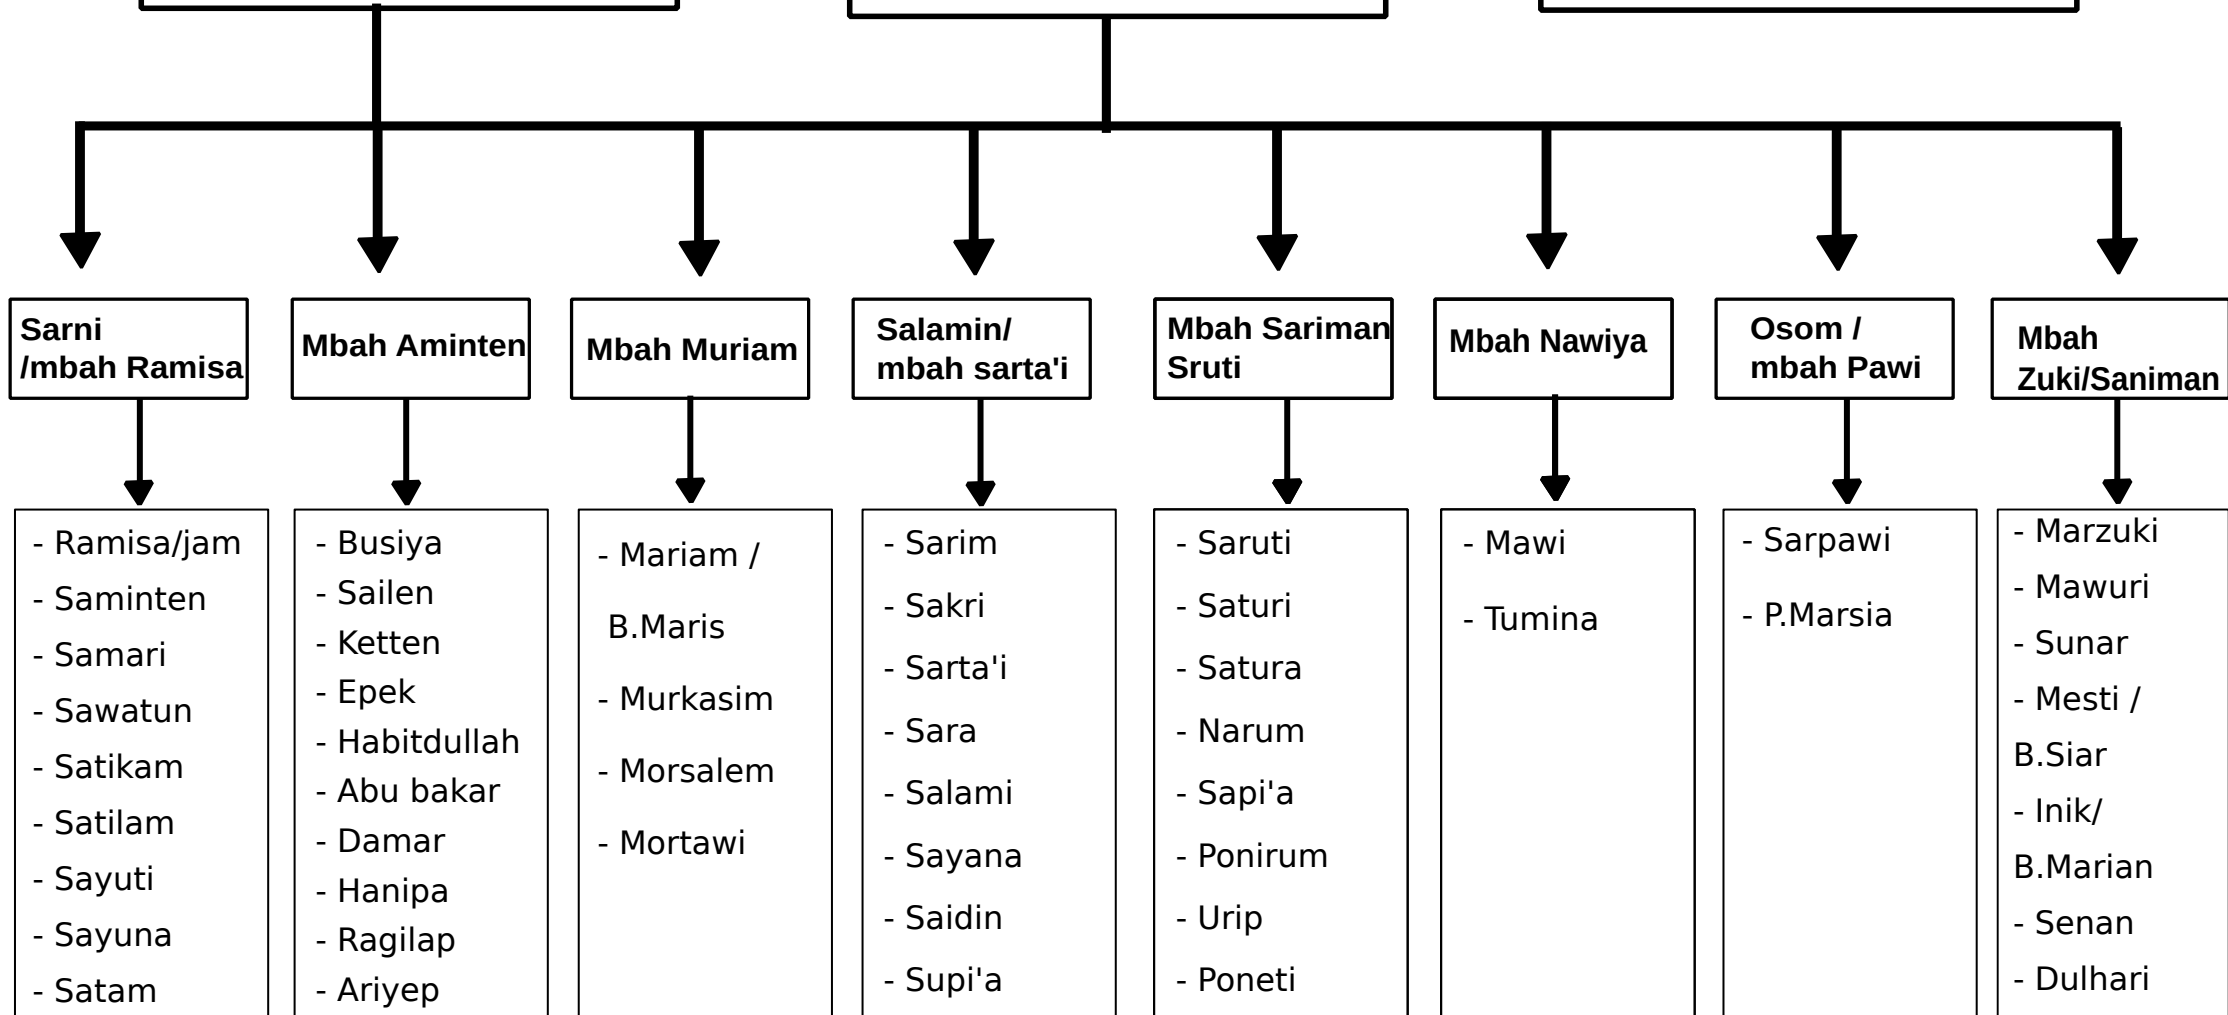 Sarni
/mbah Ramisa
Mbah Aminten
Mbah Muriam
Salamin/
mbah sarta'i
Mbah Sariman
Sruti
Mbah Nawiya
Osom /
mbah Pawi
Mbah
Zuki/Saniman
- Ramisa/jam
- Saminten
- Samari
- Sawatun
- Satikam
- Satilam
- Sayuti
- Sayuna
- Satam
- Busiya
- Sailen
- Ketten
- Epek
- Habitdullah
- Abu bakar
- Damar
- Hanipa
- Ragilap
- Ariyep
- Mariam /
B.Maris
- Murkasim
- Morsalem
- Mortawi
- Sarim
- Sakri
- Sarta'i
- Sara
- Salami
- Sayana
- Saidin
- Supi'a
- Saruti
- Saturi
- Satura
- Narum
- Sapi'a
- Ponirum
- Urip
- Poneti
- Mawi
- Tumina
- Sarpawi
- P.Marsia
- Marzuki
- Mawuri
- Sunar
- Mesti /
B.Siar
- Inik/
B.Marian
- Senan
- Dulhari